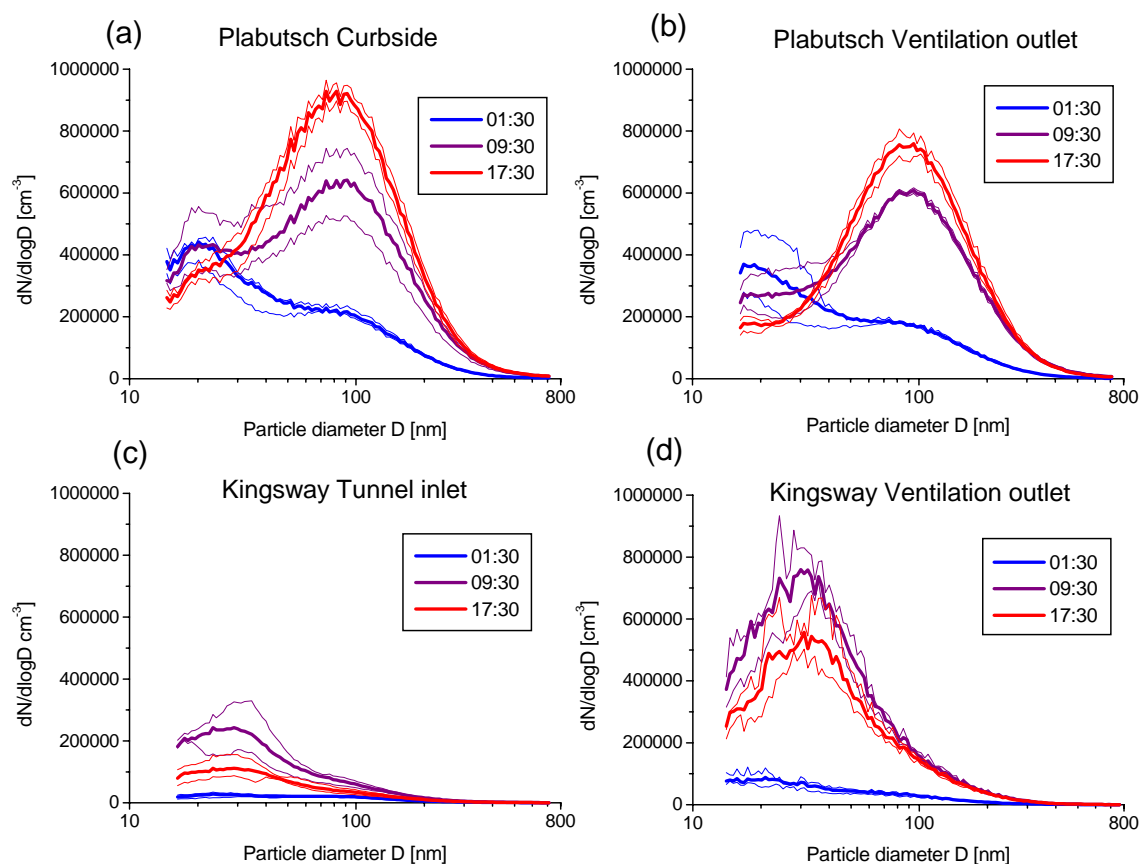 (a) Plabutsch Curbside
1000000
800000
600000
400000
200000
0
dN/dlogD [cm-3]
01:30
09:30
17:30
10 100 800
Particle diameter D [nm]
(b) Plabutsch Ventilation outlet
1000000
800000
600000
400000
200000
0
dN/dlogD [cm-3]
01:30
09:30
17:30
10 100 800
Particle diameter D [nm]
(c) Kingsway Tunnel inlet
1000000
800000
600000
400000
200000
0
dN/dlogD cm-3]
01:30
09:30
17:30
10 100 800
Particle diameter D [nm]
(d) Kingsway Ventilation outlet
1000000
800000
600000
400000
200000
0
dN/dlogD [cm-3]
01:30
09:30
17:30
10 100 800
Particle diameter D [nm]